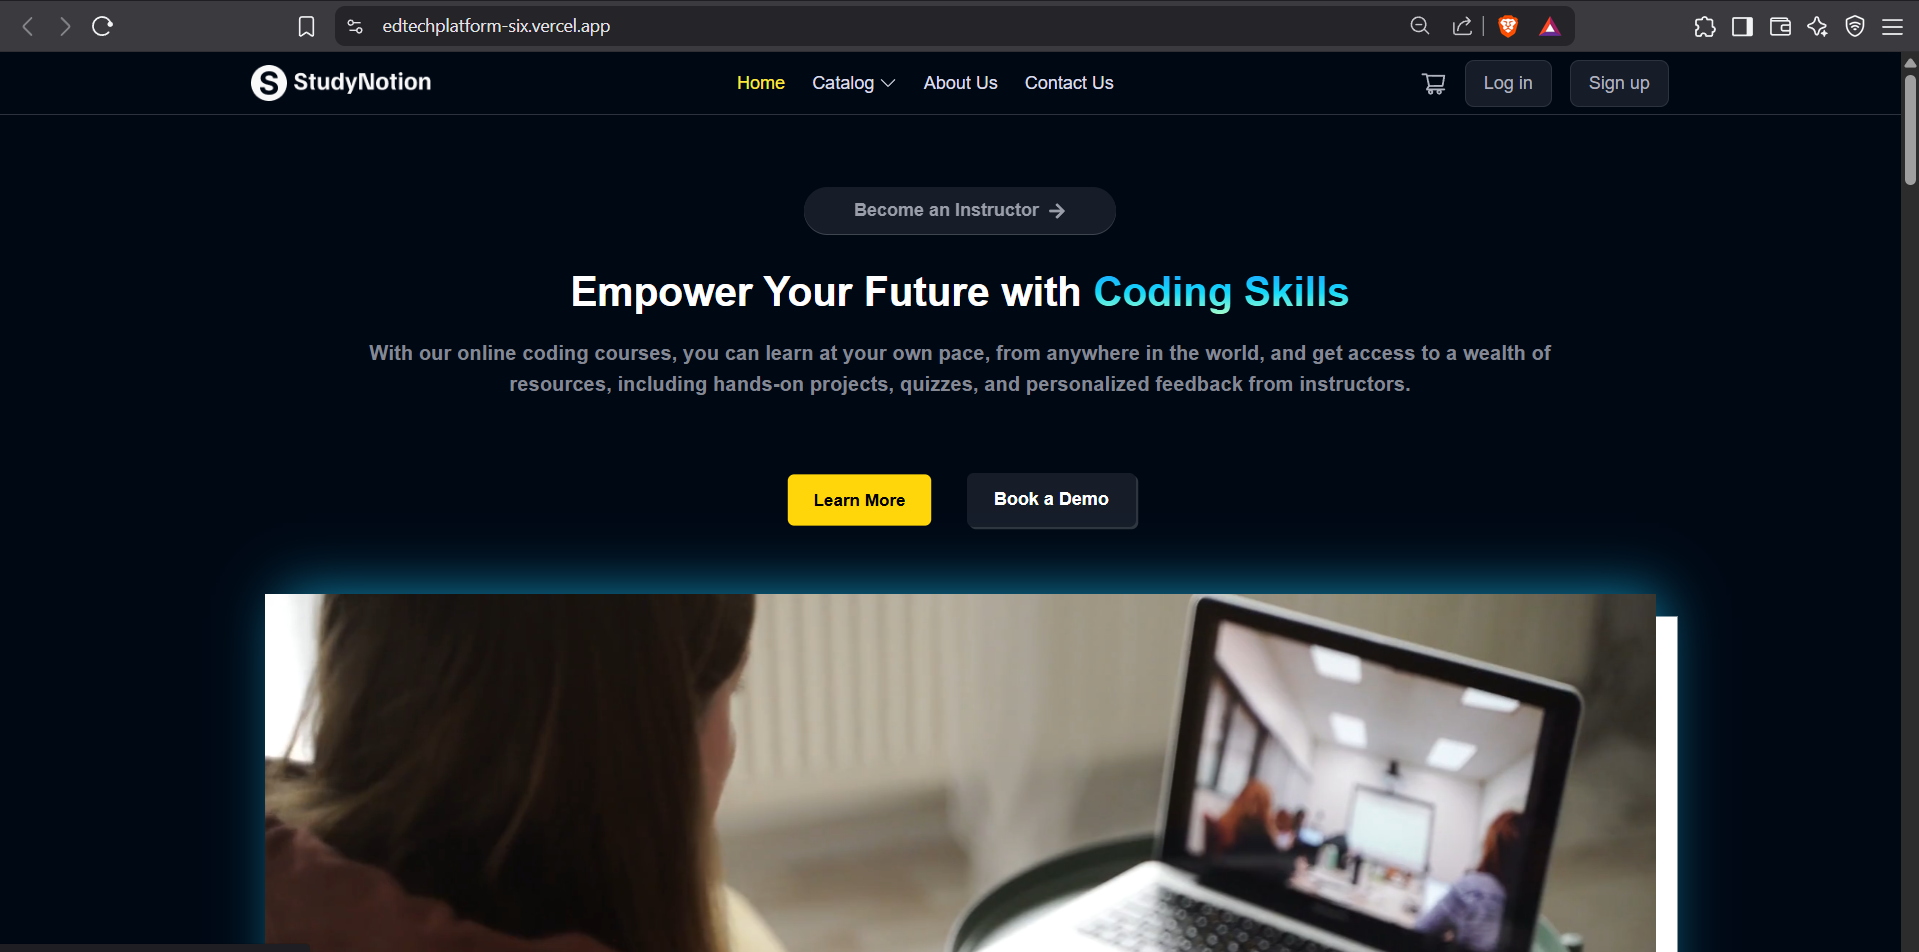 edtechplatform-six.vercel.app
S StudyNotion
Home Catalog About Us Contact Us
Log in Sign up
Become an Instructor →
Empower Your Future with Coding Skills
With our online coding courses, you can learn at your own pace, from anywhere in the world, and get access to a wealth of
resources, including hands-on projects, quizzes, and personalized feedback from instructors.
Learn More Book a Demo